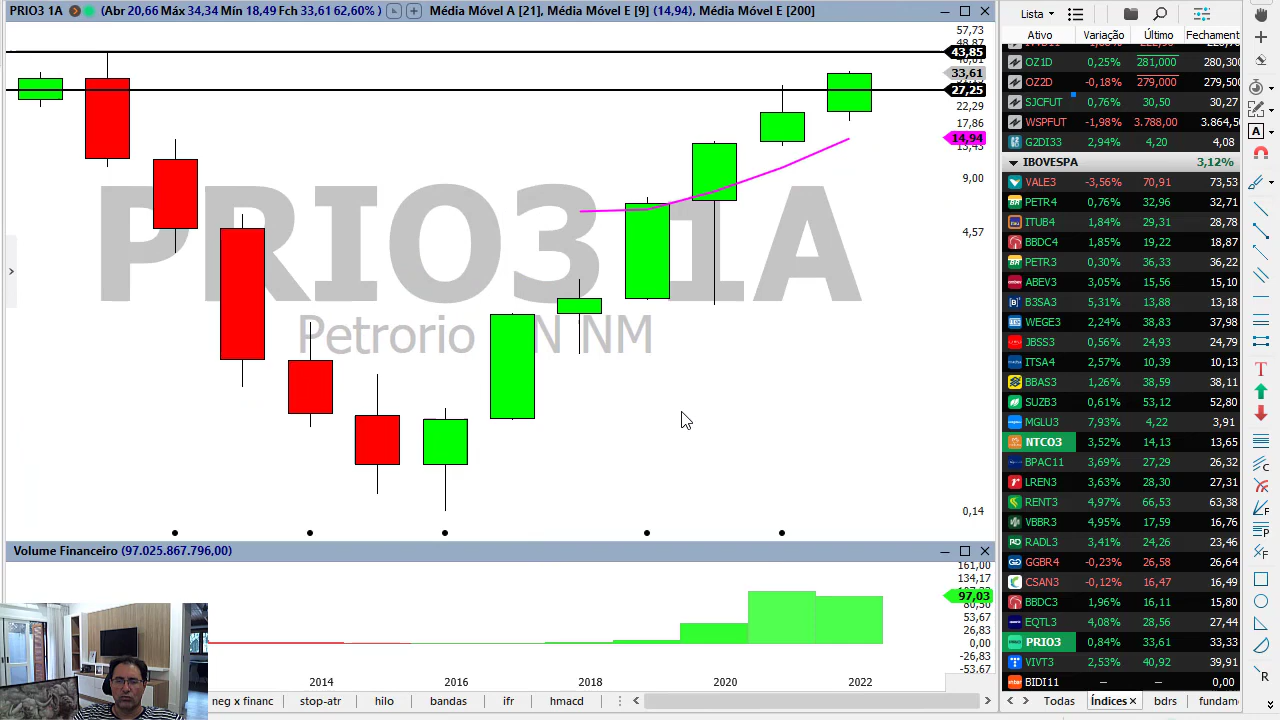 PRIO3 1A (Abr 20,66 Máx 34,34 Mín 18,49 Fch 33,61 62,60%) Média Móvel A [21], Média Móvel E [9] (14,94), Média Móvel E [200]
57,73
43,85
33,61
27,25
22,29
17,86
14,94
13,43
9,00
4,57
0,14
PRIO3 1A
Petrorio ON NM
Volume Financeiro (97.025.867.796,00)
161,00
134,17
97,03
80,50
53,67
26,83
0,00
-26,83
-53,67
2014 2016 2018 2020 2022
neg x financ stop-atr hilo bandas ifr hmacd
Lista
Ativo Variação Último Fechament
OZ1D 0,25% 281,000 280,300
OZ2D -0,18% 279,000 279,500
SJCFUT 0,76% 30,50 30,27
WSPFUT -1,98% 3.788,00 3.864,50
G2DI33 2,94% 4,20 4,08
IBOVESPA 3,12%
VALE3 -3,56% 70,91 73,53
PETR4 0,76% 32,96 32,71
ITUB4 1,84% 29,31 28,78
BBDC4 1,85% 19,22 18,87
PETR3 0,30% 36,33 36,22
ABEV3 3,05% 15,56 15,10
B3SA3 5,31% 13,88 13,18
WEGE3 2,24% 38,83 37,98
JBSS3 0,56% 24,93 24,79
ITSA4 2,57% 10,39 10,13
BBAS3 1,26% 38,59 38,11
SUZB3 0,61% 53,12 52,80
MGLU3 7,93% 4,22 3,91
NTCO3 3,52% 14,13 13,65
BPAC11 3,69% 27,29 26,32
LREN3 3,63% 28,30 27,31
RENT3 4,97% 66,53 63,38
VBBR3 4,95% 17,59 16,76
RADL3 3,41% 24,26 23,46
GGBR4 -0,23% 26,58 26,64
CSAN3 -0,12% 16,47 16,49
BBDC3 1,96% 16,11 15,80
EQTL3 4,08% 28,56 27,44
PRIO3 0,84% 33,61 33,33
VIVT3 2,53% 40,92 39,91
BIDI11 – – 0,00
Todas Índices bdrs fundam